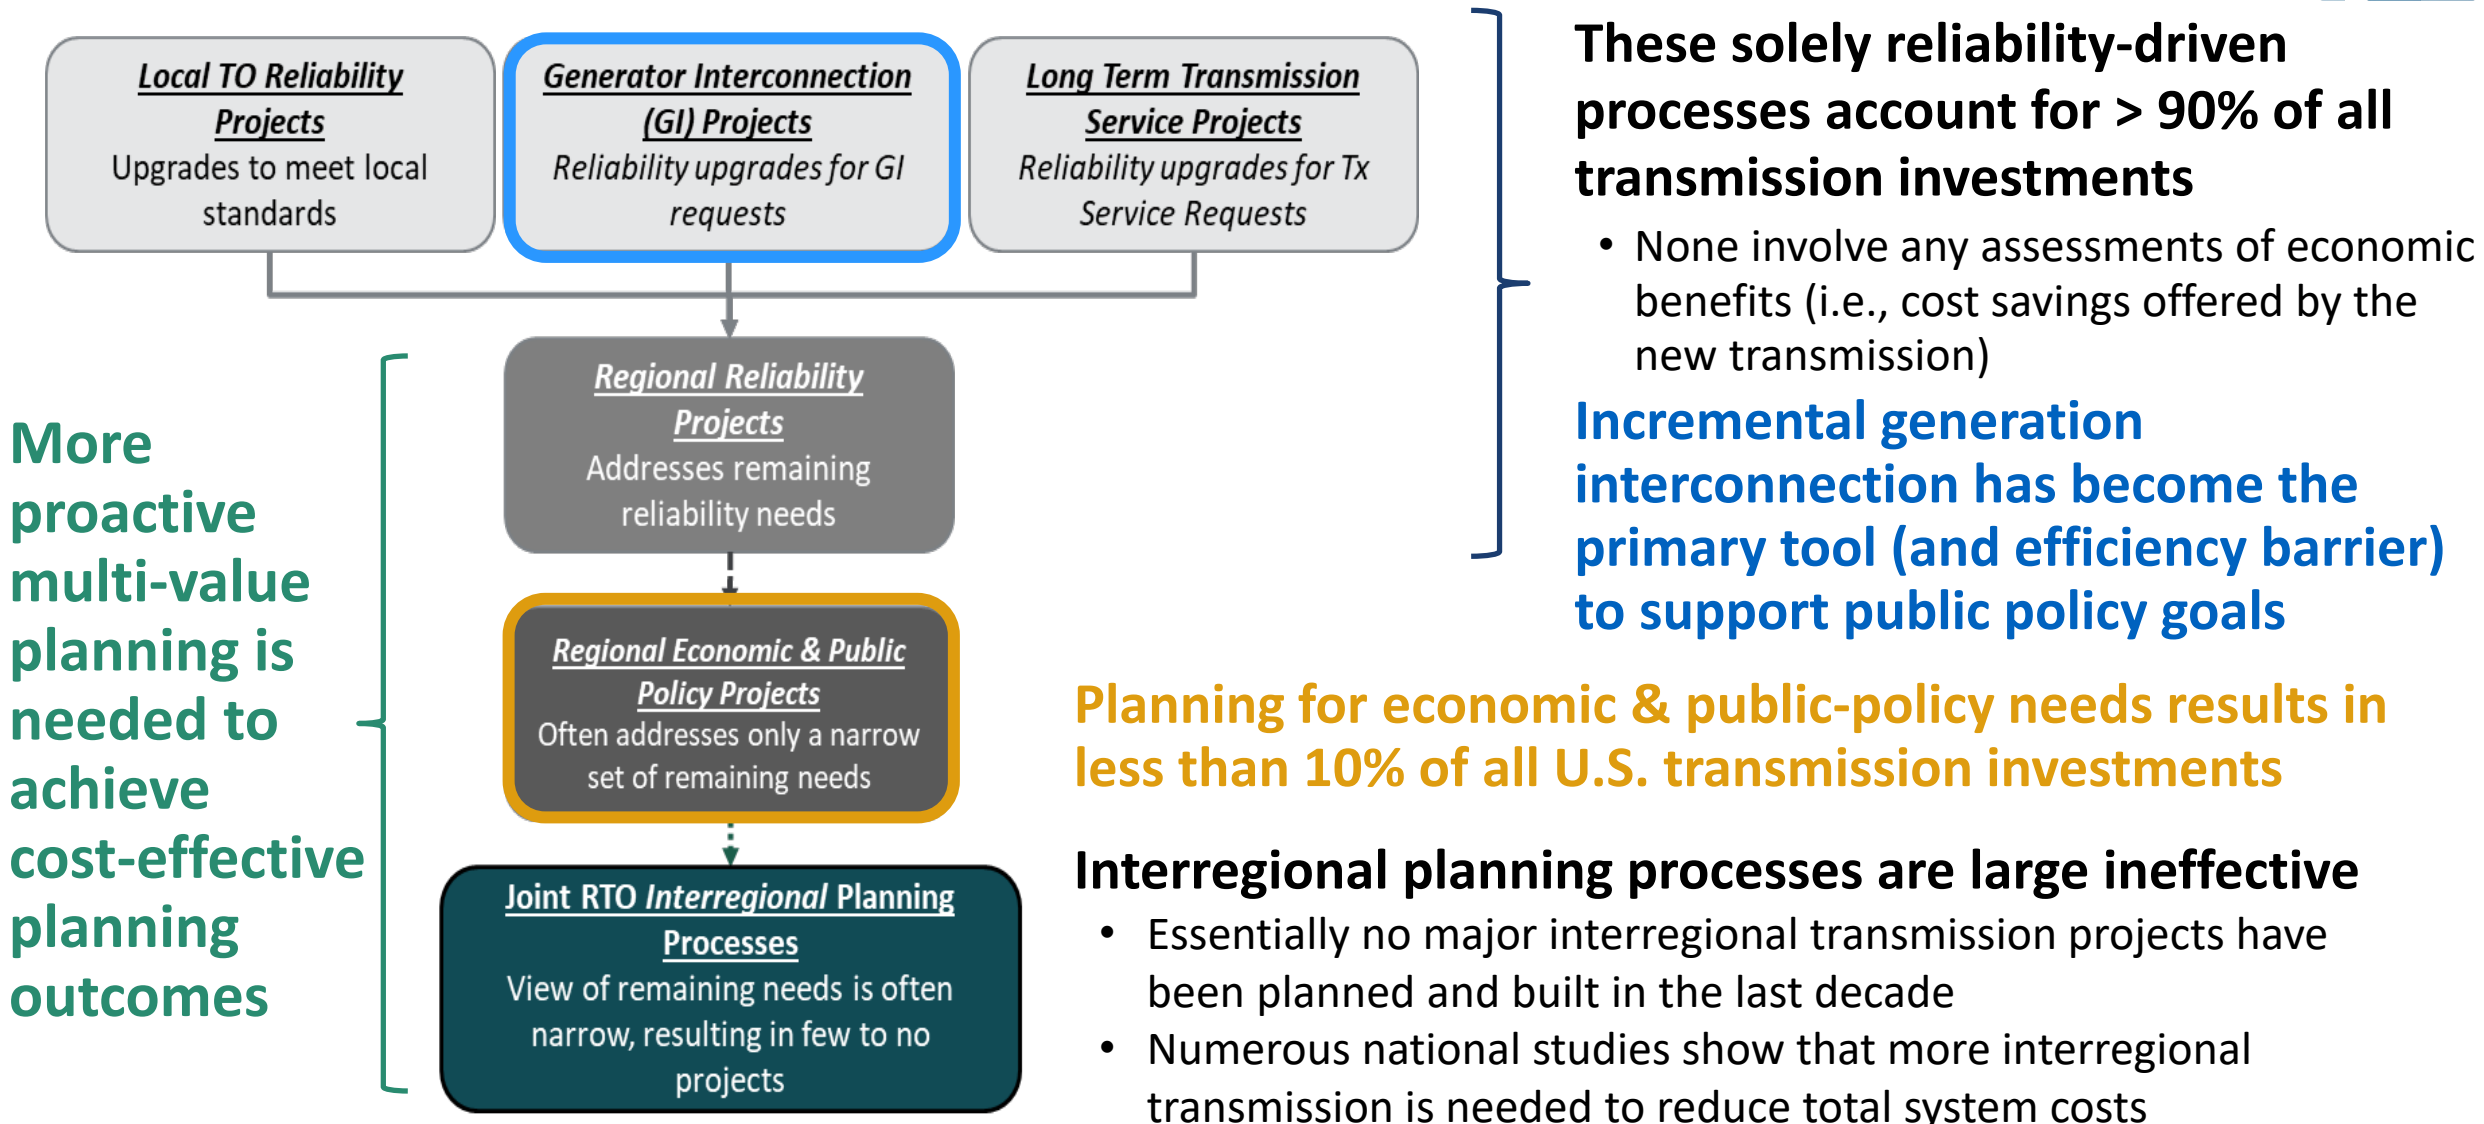 Local TO Reliability
Projects
Upgrades to meet local
standards
Generator Interconnection
(GI) Projects
Reliability upgrades for GI
requests
Long Term Transmission
Service Projects
Reliability upgrades for Tx
Service Requests
These solely reliability-driven
processes account for > 90% of all
transmission investments
• None involve any assessments of economic
benefits (i.e., cost savings offered by the
new transmission)
Incremental generation
interconnection has become the
primary tool (and efficiency barrier)
to support public policy goals
Regional Reliability
Projects
Addresses remaining
reliability needs
More
proactive
multi-value
planning is
needed to
achieve
cost-effective
planning
outcomes
Regional Economic & Public
Policy Projects
Often addresses only a narrow
set of remaining needs
Planning for economic & public-policy needs results in
less than 10% of all U.S. transmission investments
Joint RTO Interregional Planning
Processes
View of remaining needs is often
narrow, resulting in few to no
projects
Interregional planning processes are large ineffective
• Essentially no major interregional transmission projects have
been planned and built in the last decade
• Numerous national studies show that more interregional
transmission is needed to reduce total system costs